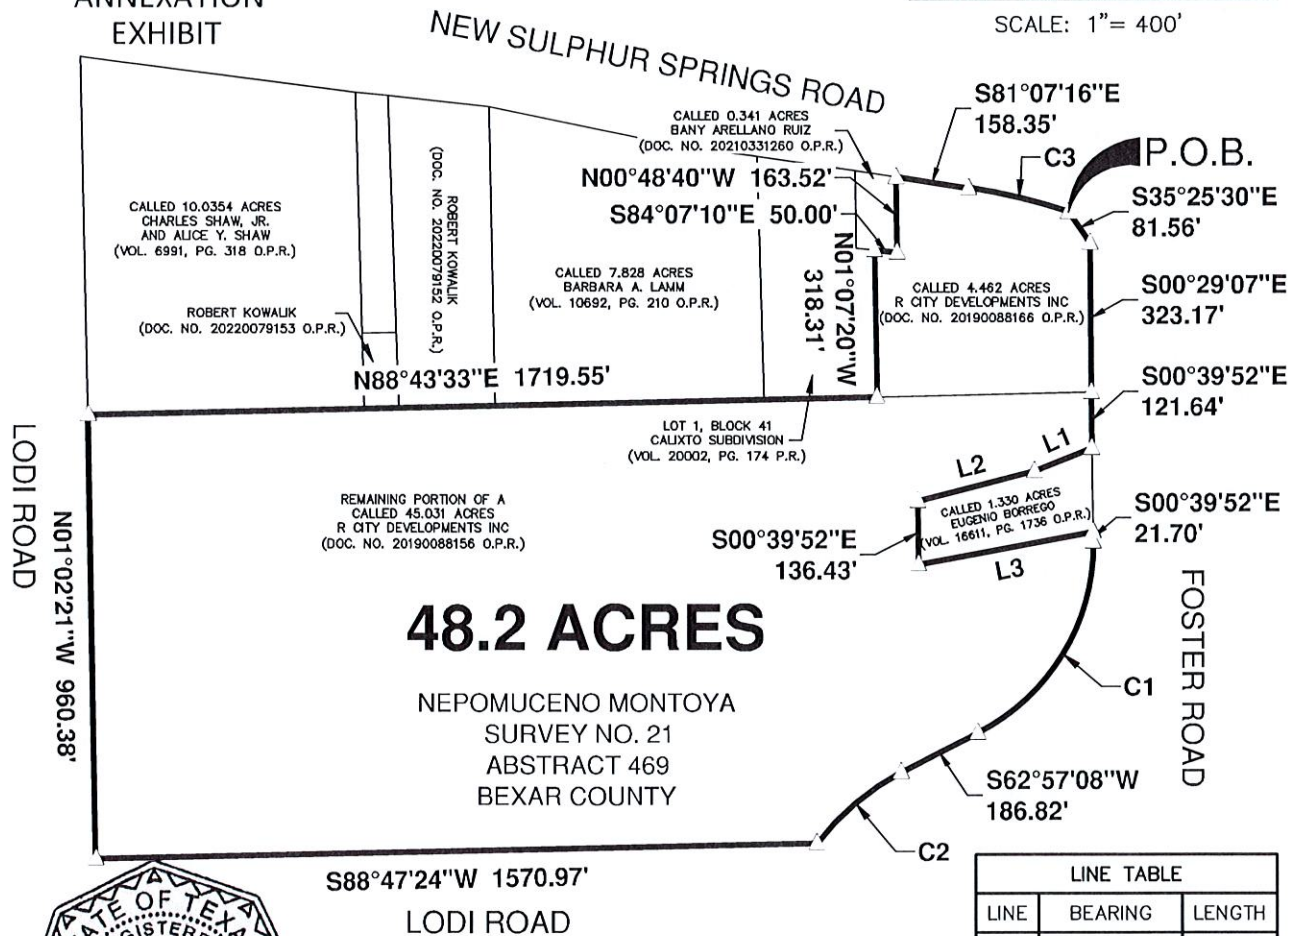 ANNEXATION
EXHIBIT
SCALE: 1"= 400'
NEW SULPHUR SPRINGS ROAD
S81°07'16"E
158.35'
CALLED 0.341 ACRES
BANY ARELLANO RUIZ
(DOC. NO. 20210331260 O.P.R.)
C3
P.O.B.
N00°48'40"W 163.52'
S84°07'10"E 50.00'
S35°25'30"E
81.56'
CALLED 10.0354 ACRES
CHARLES SHAW, JR.
AND ALICE Y. SHAW
(VOL. 6991, PG. 318 O.P.R.)
ROBERT KOWALIK
(DOC. NO. 20220079152 O.P.R.)
CALLED 7.828 ACRES
BARBARA A. LAMM
(VOL. 10692, PG. 210 O.P.R.)
N01°07'20"W
318.31'
CALLED 4.462 ACRES
R CITY DEVELOPMENTS INC
(DOC. NO. 20190088166 O.P.R.)
S00°29'07"E
323.17'
ROBERT KOWALIK
(DOC. NO. 20220079153 O.P.R.)
N88°43'33"E 1719.55'
S00°39'52"E
121.64'
LOT 1, BLOCK 41
CALIXTO SUBDIVISION
(VOL. 20002, PG. 174 P.R.)
L1
L2
LODI ROAD
N01°02'21"W 960.38'
REMAINING PORTION OF A
CALLED 45.031 ACRES
R CITY DEVELOPMENTS INC
(DOC. NO. 20190088156 O.P.R.)
CALLED 1.330 ACRES
EUGENIO BORREGO
(VOL. 16611, PG. 1736 O.P.R.)
S00°39'52"E
21.70'
S00°39'52"E
136.43'
L3
FOSTER ROAD
48.2 ACRES
C1
NEPOMUCENO MONTOYA
SURVEY NO. 21
ABSTRACT 469
BEXAR COUNTY
S62°57'08"W
186.82'
C2
S88°47'24"W 1570.97'
LODI ROAD
LINE TABLE
LINE BEARING LENGTH
STATE OF TEXAS
REGISTERED